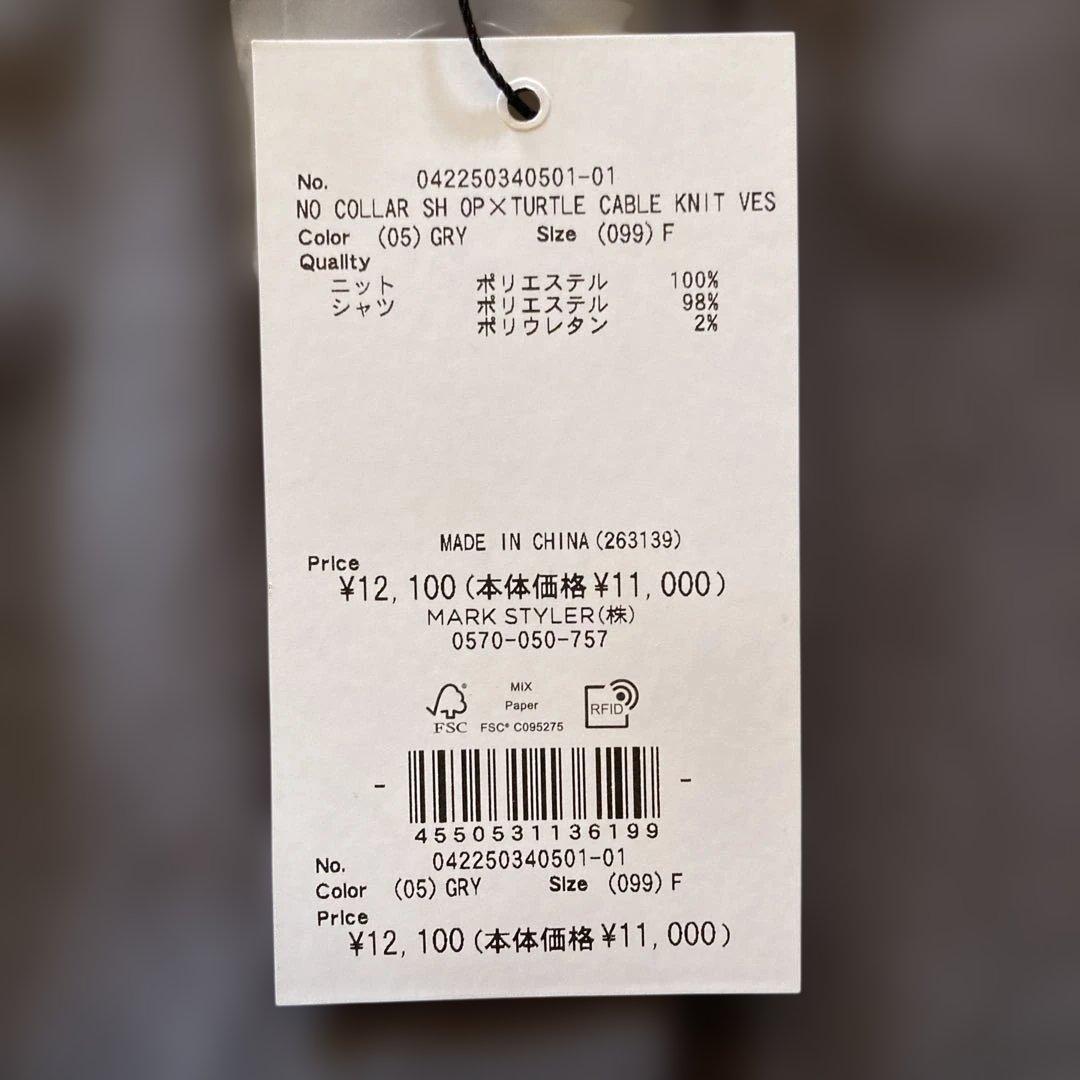 No. 042250340501-01
NO COLLAR SH OP×TURTLE CABLE KNIT VES
Color (05) GRY Size (099) F
Quality
ニット ポリエステル 100%
シャツ ポリエステル 98%
ポリウレタン 2%
MADE IN CHINA (263139)
Price
¥12,100 (本体価格¥11,000)
MARK STYLER(株)
0570-050-757
FSC® MIX
Paper
FSC® C095275
RFID
4550531136199
No. 042250340501-01
Color (05) GRY Size (099) F
Price
¥12,100 (本体価格¥11,000)